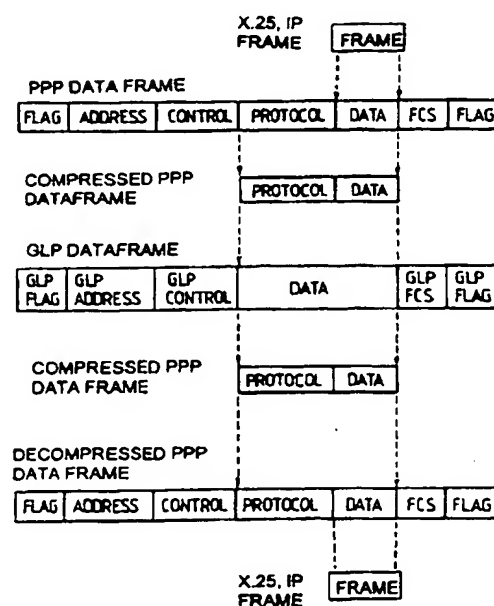 X.25, IP
FRAME
FRAME
PPP DATA FRAME
FLAG ADDRESS CONTROL PROTOCOL DATA FCS FLAG
COMPRESSED PPP
DATAFRAME
PROTOCOL DATA
GLP DATAFRAME
GLP FLAG GLP ADDRESS GLP CONTROL DATA GLP FCS GLP FLAG
COMPRESSED PPP
DATA FRAME
PROTOCOL DATA
DECOMPRESSED PPP
DATA FRAME
FLAG ADDRESS CONTROL PROTOCOL DATA FCS FLAG
X.25, IP
FRAME
FRAME